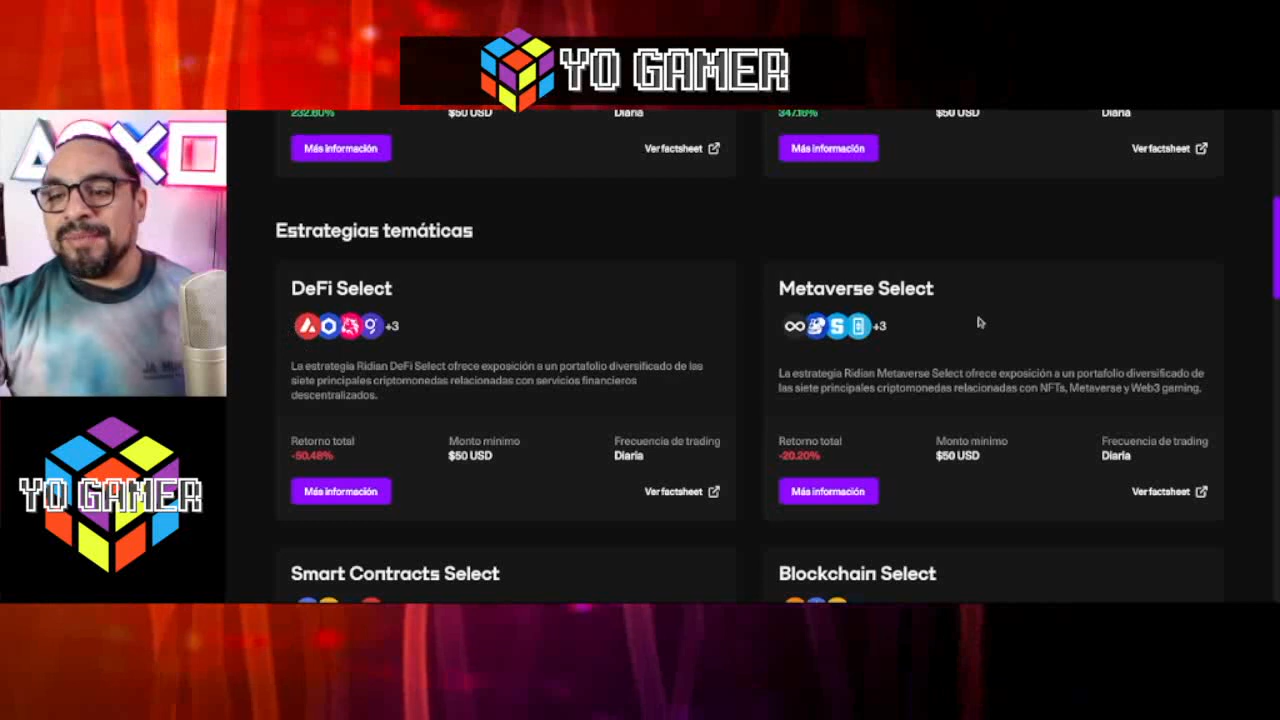 YO GAMER
232.60%
$50 USD
Diaria
347.16%
$50 USD
Diaria
Más información
Ver factsheet
Más información
Ver factsheet
Estrategias temáticas
DeFi Select
+3
La estrategia Ridian DeFi Select ofrece exposición a un portafolio diversificado de las
siete principales criptomonedas relacionadas con servicios financieros
descentralizados.
Retorno total
Monto mínimo
Frecuencia de trading
-50.48%
$50 USD
Diaria
Más información
Ver factsheet
Metaverse Select
+3
La estrategia Ridian Metaverse Select ofrece exposición a un portafolio diversificado de
las siete principales criptomonedas relacionadas con NFTs, Metaverse y Web3 gaming.
Retorno total
Monto mínimo
Frecuencia de trading
-20.20%
$50 USD
Diaria
Más información
Ver factsheet
Smart Contracts Select
Blockchain Select
YO GAMER